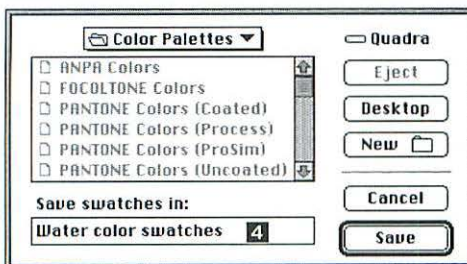 Color Palettes
ANPA Colors
FOCOLTONE Colors
PANTONE Colors (Coated)
PANTONE Colors (Process)
PANTONE Colors (ProSim)
PANTONE Colors (Uncoated)
Save swatches in:
Water color swatches 4
Quadra
Eject
Desktop
New
Cancel
Save